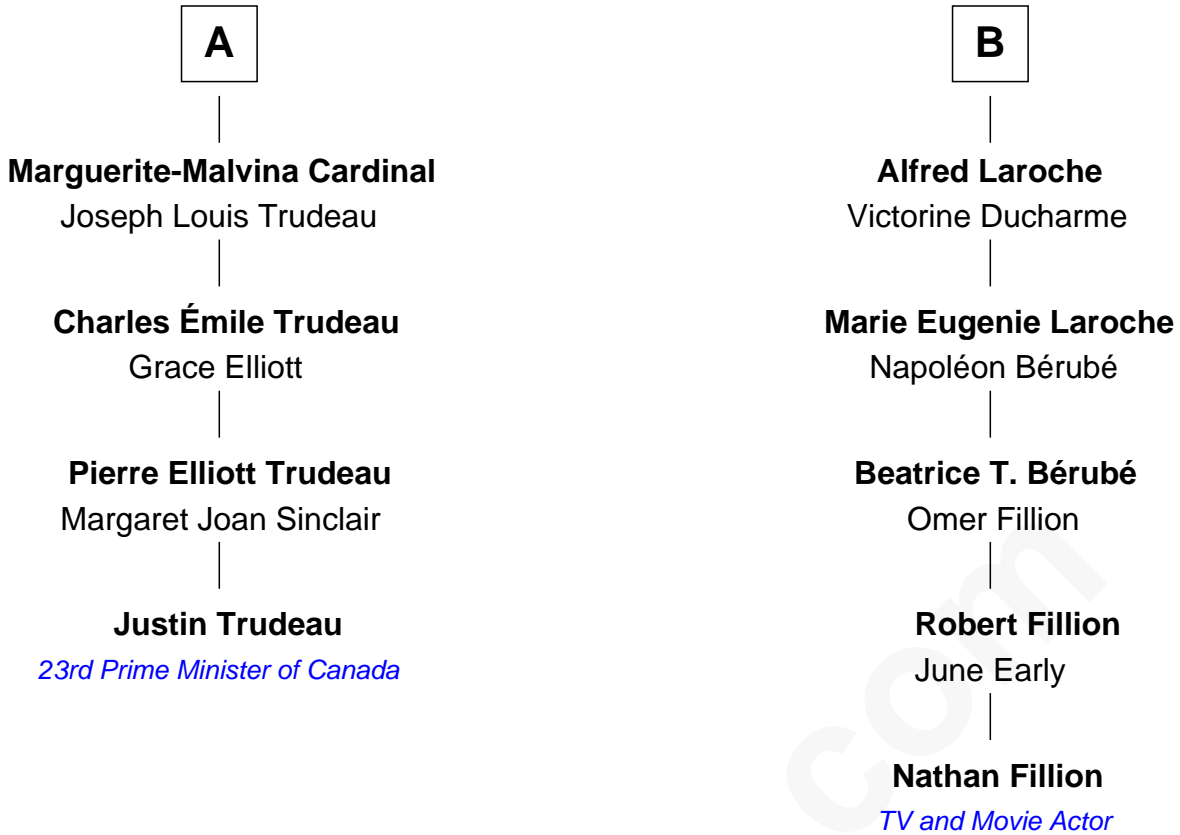 A
Marguerite-Malvina Cardinal
Joseph Louis Trudeau
Charles Émile Trudeau
Grace Elliott
Pierre Elliott Trudeau
Margaret Joan Sinclair
Justin Trudeau
23rd Prime Minister of Canada
B
Alfred Laroche
Victorine Ducharme
Marie Eugenie Laroche
Napoléon Bérubé
Beatrice T. Bérubé
Omer Fillion
Robert Fillion
June Early
Nathan Fillion
TV and Movie Actor
com